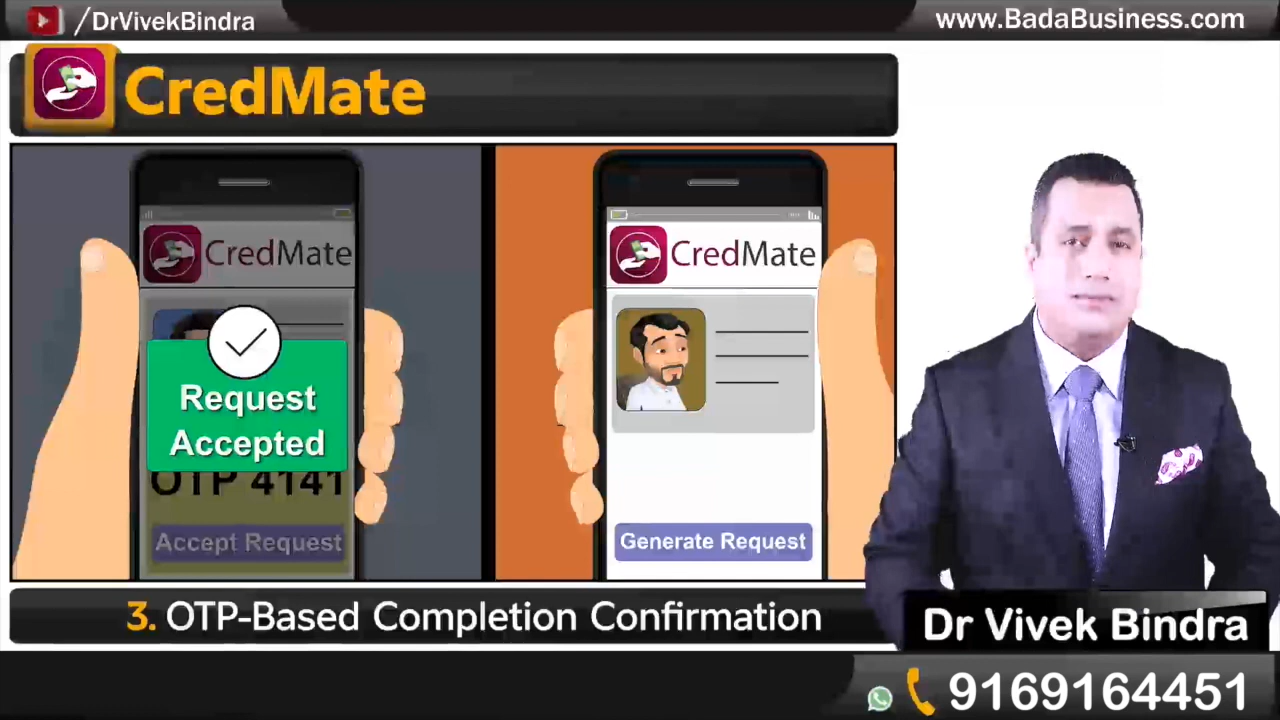 /DrVivekBindra
www.BadaBusiness.com
CredMate
CredMate
Request
Accepted
OTP 4141
Accept Request
CredMate
Generate Request
3. OTP-Based Completion Confirmation
Dr Vivek Bindra
9169164451